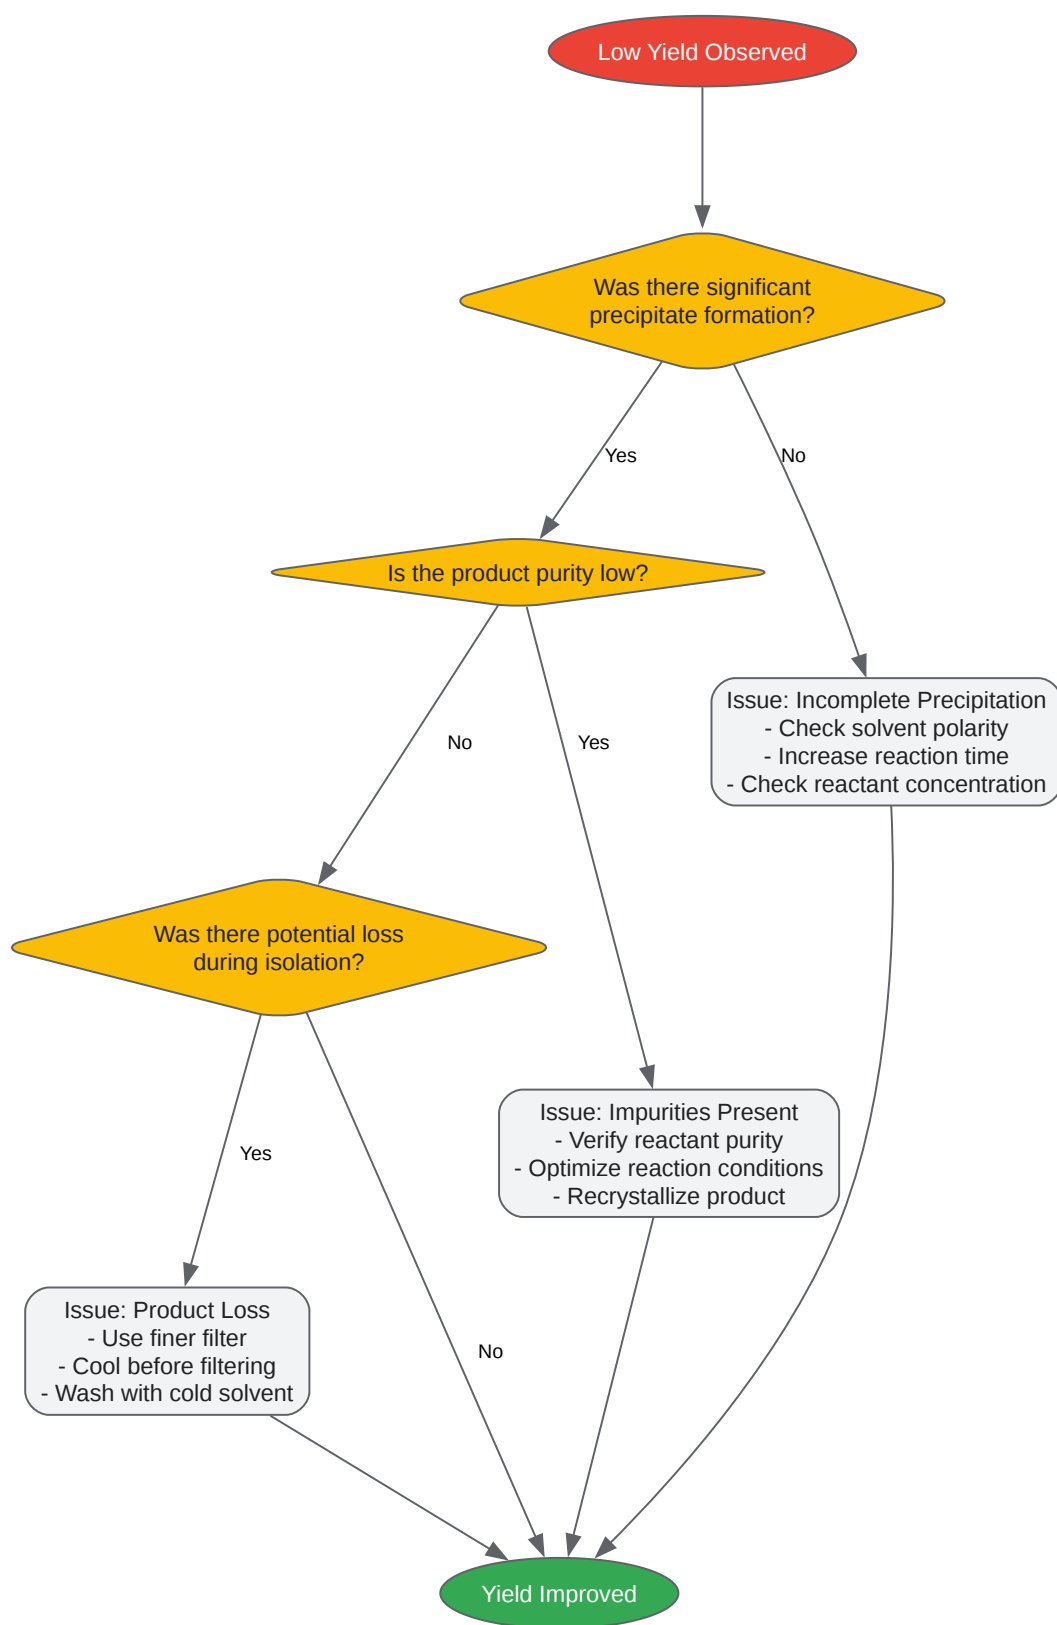 Low Yield Observed
Was there significant
precipitate formation?
Yes
No
Is the product purity low?
Issue: Incomplete Precipitation
- Check solvent polarity
- Increase reaction time
- Check reactant concentration
No
Yes
Was there potential loss
during isolation?
Issue: Impurities Present
- Verify reactant purity
- Optimize reaction conditions
- Recrystallize product
Yes
Issue: Product Loss
- Use finer filter
- Cool before filtering
- Wash with cold solvent
No
Yield Improved